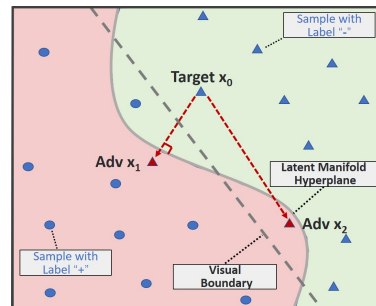 Sample with
Label "-"
Target x0
Adv x1
Latent Manifold
Hyperplane
Adv x2
Sample with
Label "+"
Visual
Boundary